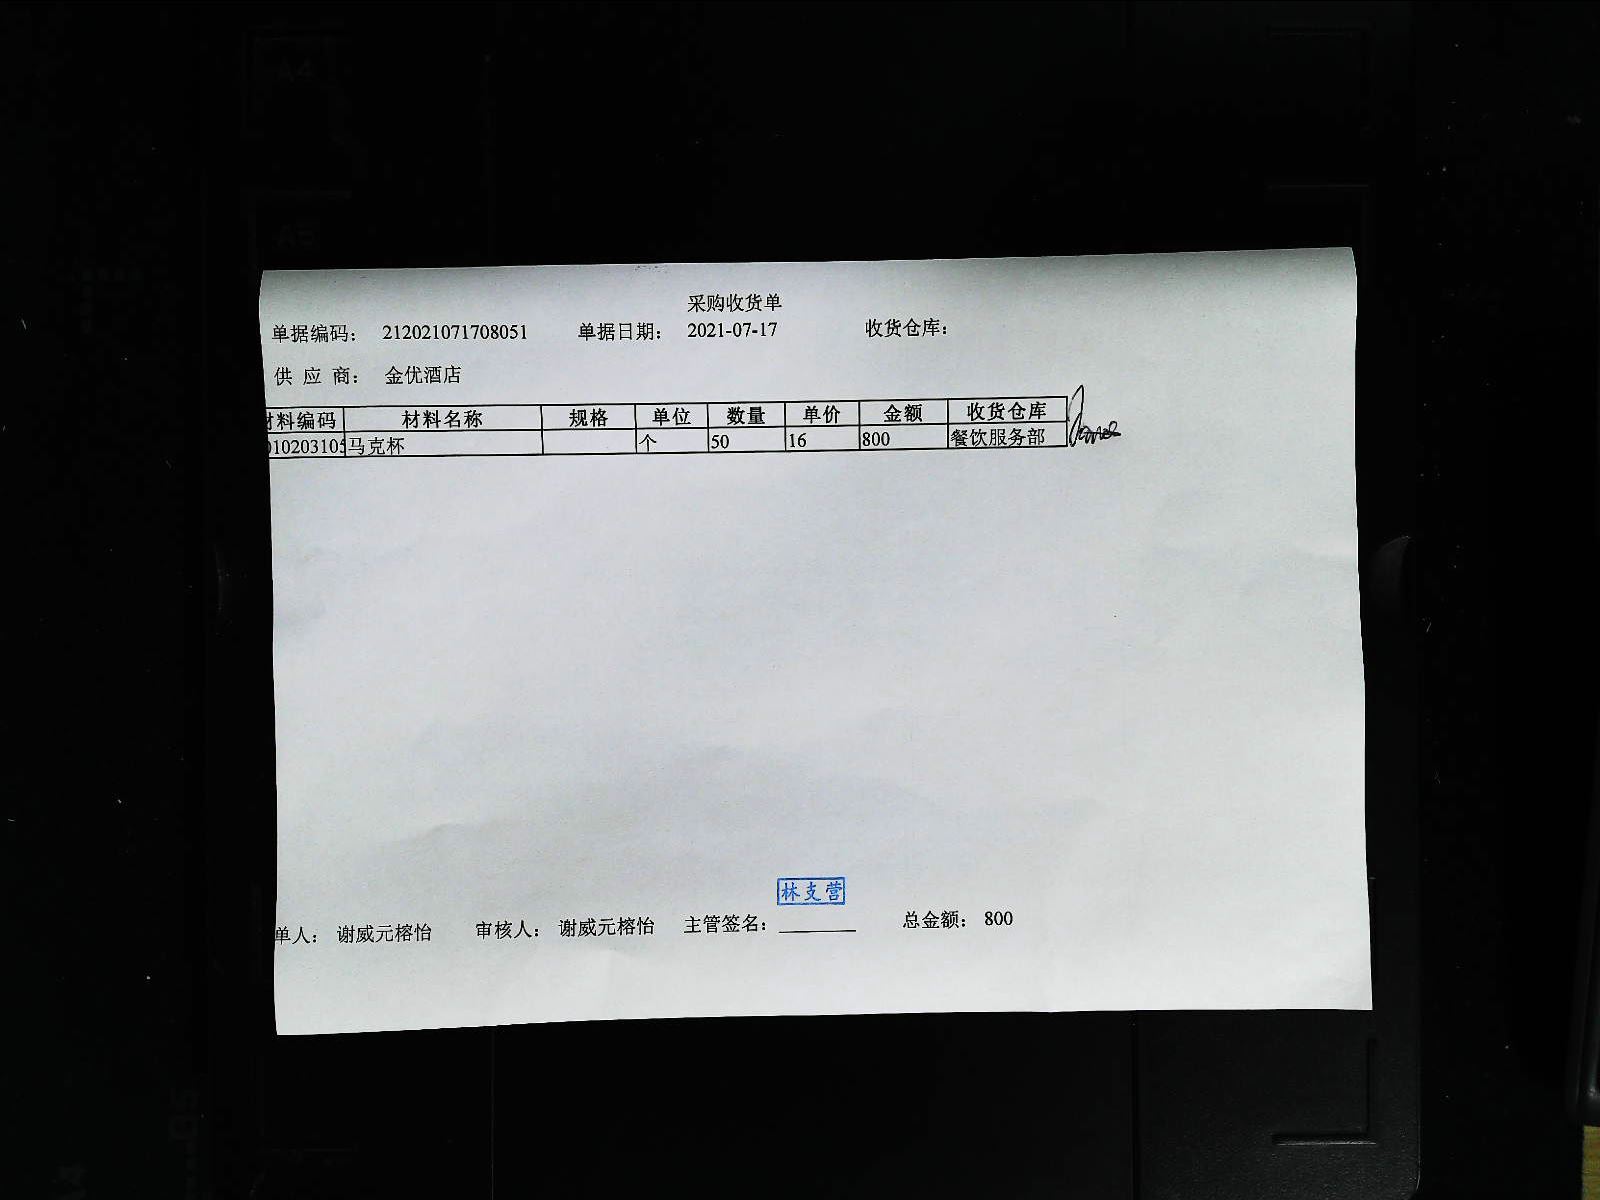 采购收货单
单据编码： 212021071708051 单据日期： 2021-07-17 收货仓库：
供 应 商： 金优酒店
材料编码 材料名称 规格 单位 数量 单价 金额 收货仓库
010203105 马克杯 个 50 16 800 餐饮服务部
林支营
单人： 谢威元榕怡 审核人： 谢威元榕怡 主管签名： 总金额： 800
A4
A5